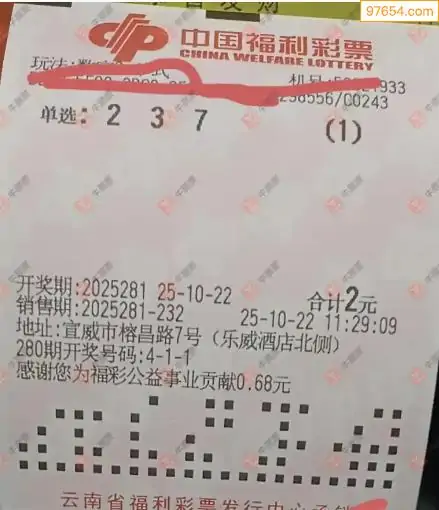 97654.com
中国福利彩票
CHINA WELFARE LOTTERY
玩法:
单选: 2 3 7 (1)
开奖期:2025281 25-10-22 合计2元
销售期:2025281-232 25-10-22 11:29:09
地址:宣威市榕昌路7号(乐威酒店北侧)
280期开奖号码:4-1-1
感谢您为福彩公益事业贡献0.68元
云南省福利彩票发行中心承销